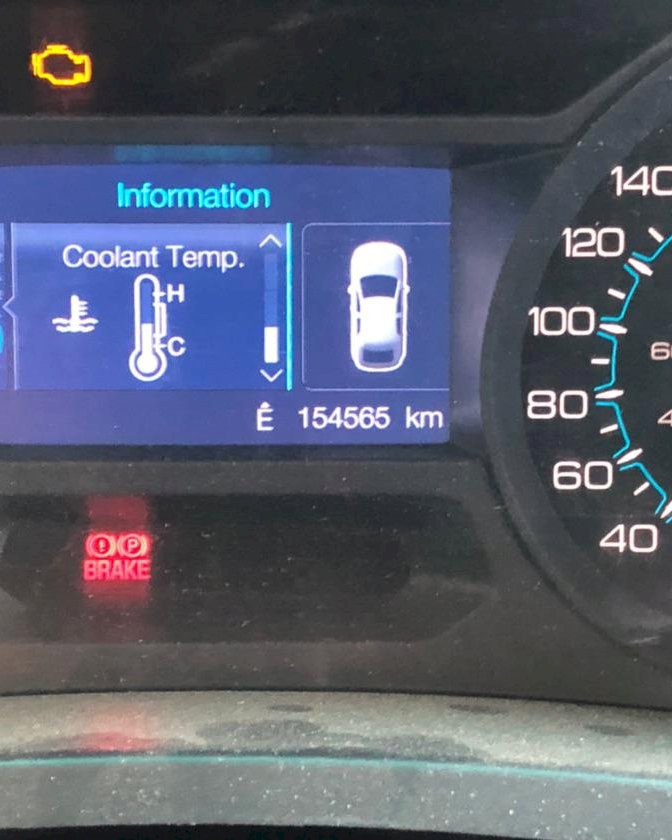 Information
Coolant Temp.
H
C
Ê 154565 km
P
BRAKE
140
120
100
80
60
40